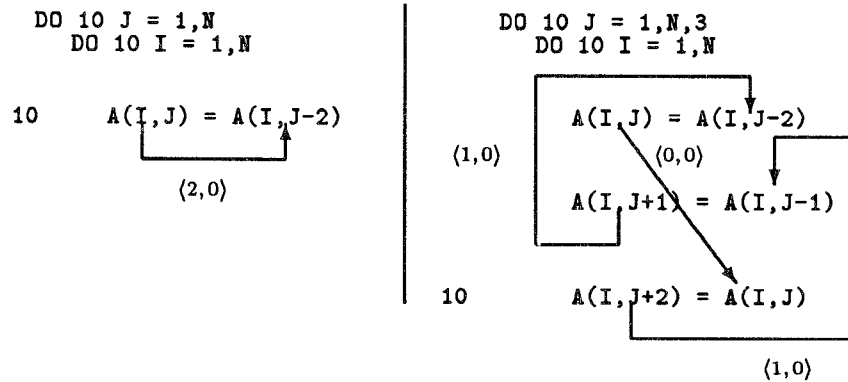 DO 10 J = 1,N
DO 10 I = 1,N
10 A(I,J) = A(I,J-2)
⟨2,0⟩
DO 10 J = 1,N,3
DO 10 I = 1,N
A(I,J) = A(I,J-2)
⟨1,0⟩
⟨0,0⟩
A(I,J+1) = A(I,J-1)
10 A(I,J+2) = A(I,J)
⟨1,0⟩